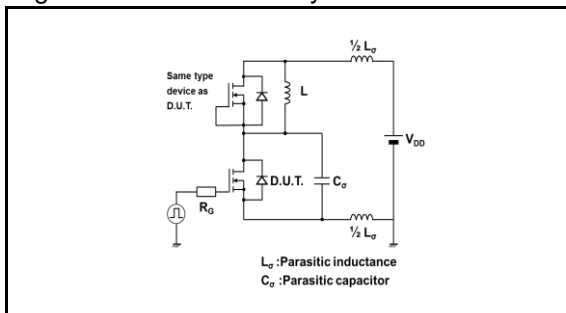 ½ Lσ
Same type
device as
D.U.T.
L
VDD
D.U.T.
Cσ
RG
½ Lσ
Lσ :Parasitic inductance
Cσ :Parasitic capacitor